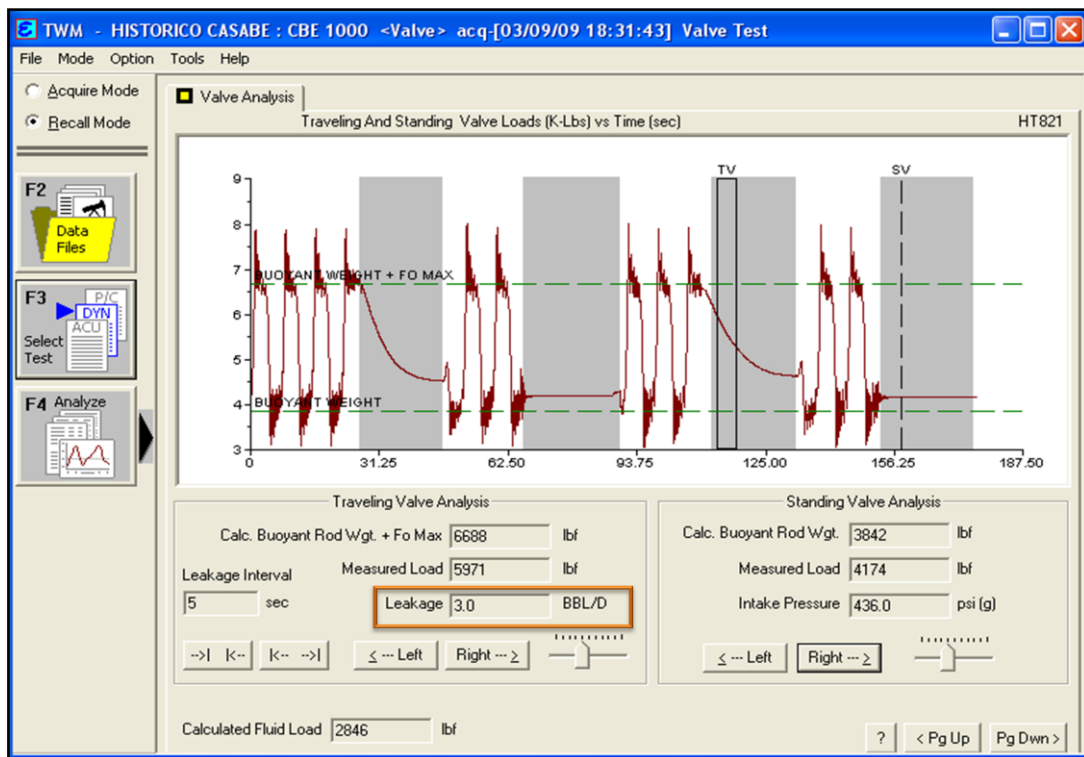 TWM - HISTORICO CASABE : CBE 1000 <Valve> acq-[03/09/09 18:31:43] Valve Test
File Mode Option Tools Help
Acquire Mode
Recall Mode
F2
Data
Files
F3
P/C
DYN
ACU
Select
Test
F4 Analyze
Valve Analysis
Traveling And Standing Valve Loads (K-Lbs) vs Time (sec) HT821
TV SV
9
8
7
BUOYANT WEIGHT + FO MAX
6
5
4
BUOYANT WEIGHT
3
0 31.25 62.50 93.75 125.00 156.25 187.50
Traveling Valve Analysis
Calc. Buoyant Rod Wgt. + Fo Max 6688 lbf
Measured Load 5971 lbf
Leakage Interval
5 sec
Leakage 3.0 BBL/D
-->| |<-- |<-- -->| < --- Left Right --- >
Standing Valve Analysis
Calc. Buoyant Rod Wgt. 3842 lbf
Measured Load 4174 lbf
Intake Pressure 436.0 psi (g)
< --- Left Right --- >
Calculated Fluid Load 2846 lbf
? < Pg Up Pg Dwn >